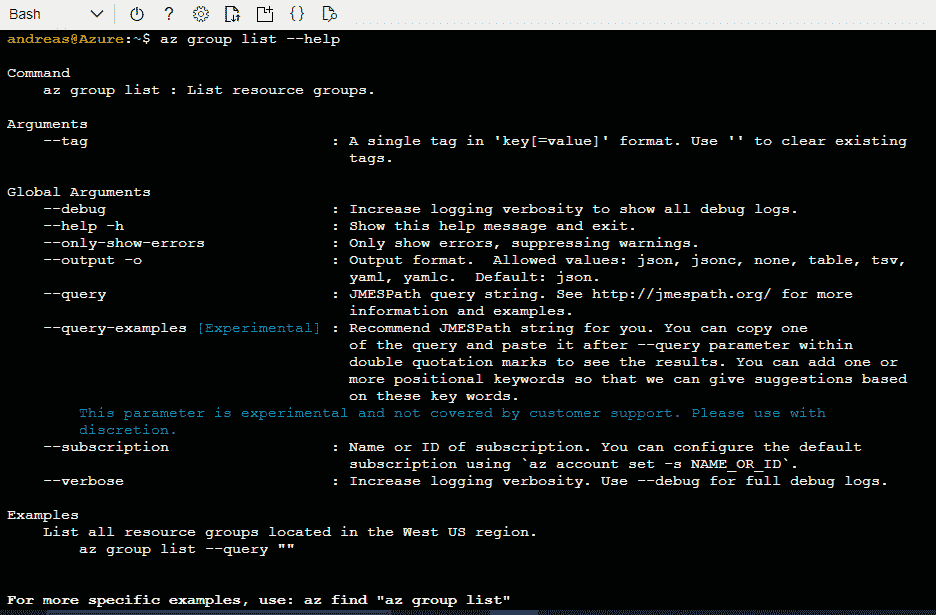 Bash
? {}
andreas@Azure:~$ az group list --help
Command
az group list : List resource groups.
Arguments
--tag : A single tag in 'key[=value]' format. Use '' to clear existing
tags.
Global Arguments
--debug : Increase logging verbosity to show all debug logs.
--help -h : Show this help message and exit.
--only-show-errors : Only show errors, suppressing warnings.
--output -o : Output format.  Allowed values: json, jsonc, none, table, tsv,
yaml, yamlc.  Default: json.
--query : JMESPath query string. See http://jmespath.org/ for more
information and examples.
--query-examples [Experimental] : Recommend JMESPath string for you. You can copy one
of the query and paste it after --query parameter within
double quotation marks to see the results. You can add one or
more positional keywords so that we can give suggestions based
on these key words.
This parameter is experimental and not covered by customer support. Please use with
discretion.
--subscription : Name or ID of subscription. You can configure the default
subscription using `az account set -s NAME_OR_ID`.
--verbose : Increase logging verbosity. Use --debug for full debug logs.
Examples
List all resource groups located in the West US region.
az group list --query ""
For more specific examples, use: az find "az group list"